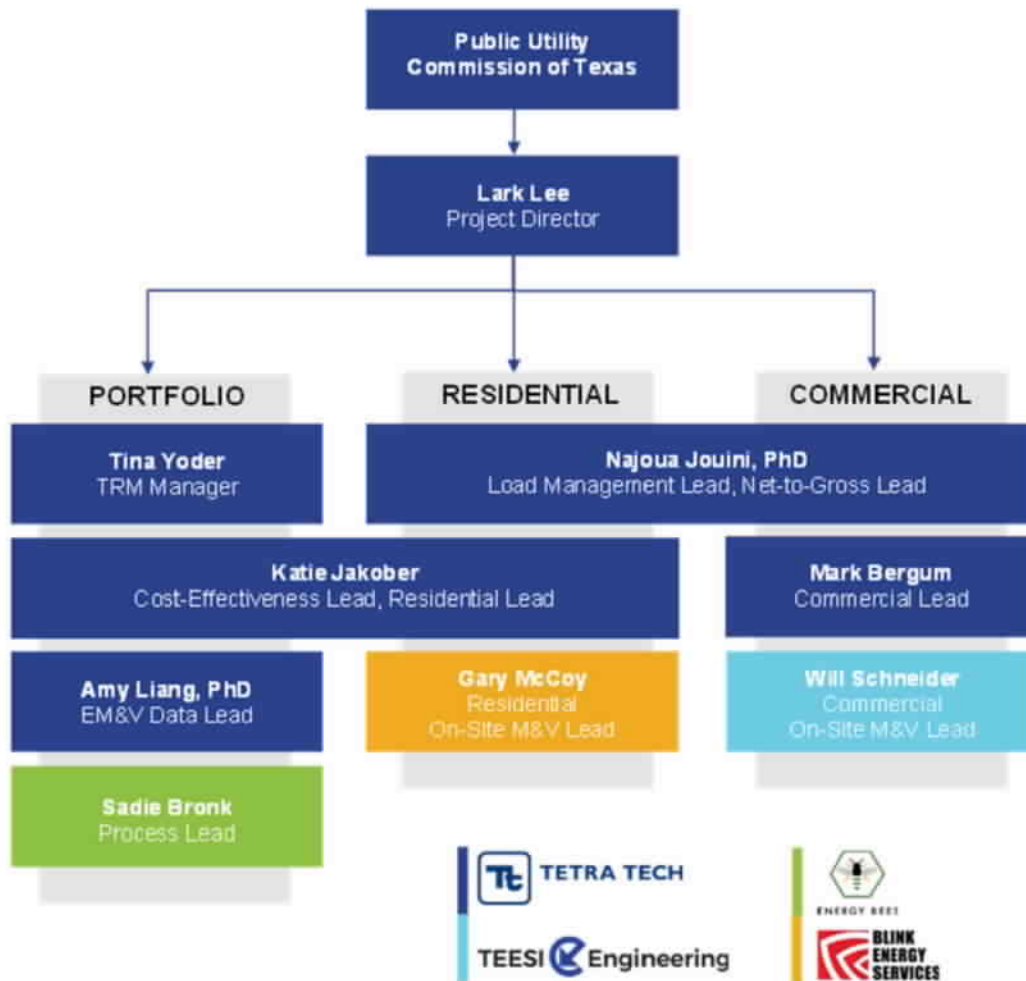 Public Utility
Commission of Texas
Lark Lee
Project Director
PORTFOLIO
RESIDENTIAL
COMMERCIAL
Tina Yoder
TRM Manager
Najoua Jouini, PhD
Load Management Lead, Net-to-Gross Lead
Katie Jakober
Cost-Effectiveness Lead, Residential Lead
Mark Bergum
Commercial Lead
Amy Liang, PhD
EM&V Data Lead
Gary McCoy
Residential
On-Site M&V Lead
Will Schneider
Commercial
On-Site M&V Lead
Sadie Bronk
Process Lead
Tt TETRA TECH
ENERGY BEES
TEESI Engineering
BLINK
ENERGY
SERVICES